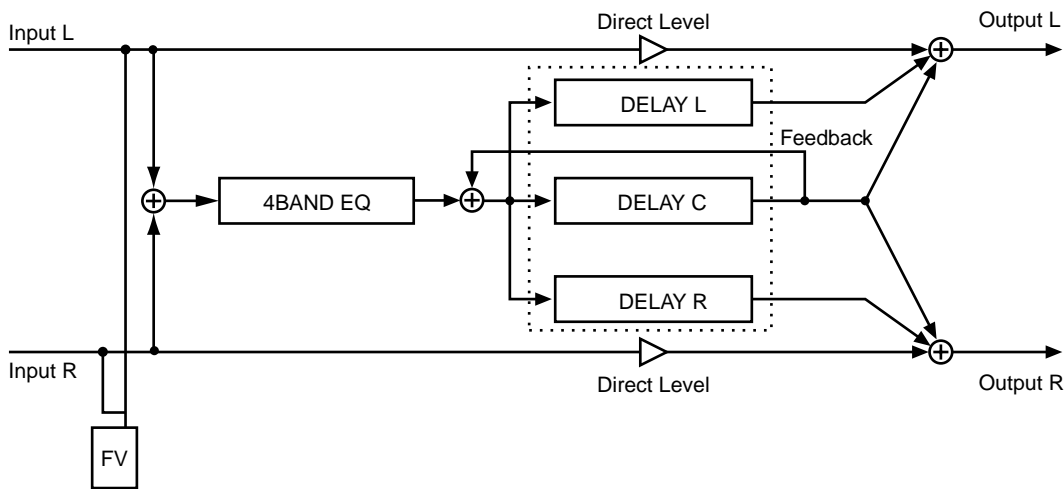 Input L
Direct Level
Output L
DELAY L
Feedback
4BAND EQ
DELAY C
DELAY R
Input R
Direct Level
Output R
FV